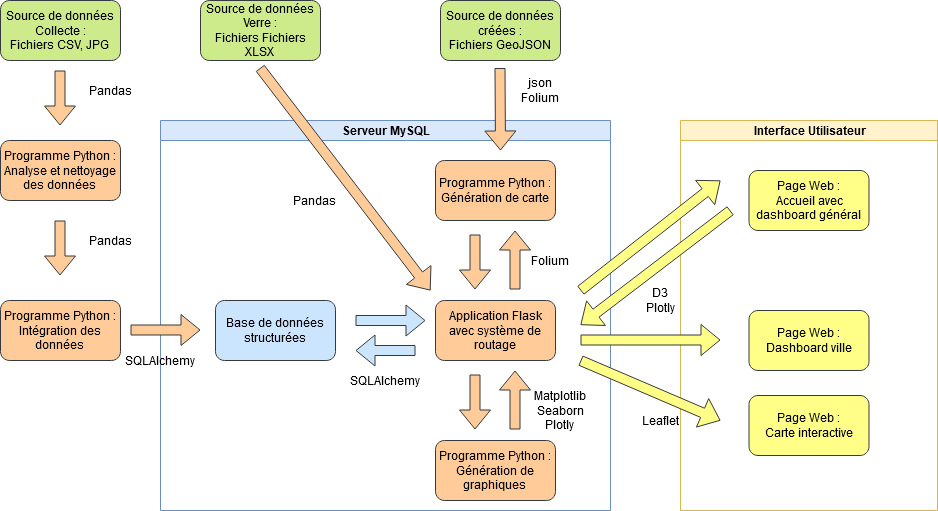 Source de données
Collecte :
Fichiers CSV, JPG
Source de données
Verre :
Fichiers Fichiers
XLSX
Source de données
créées :
Fichiers GeoJSON
Pandas
json
Folium
Serveur MySQL
Interface Utilisateur
Programme Python :
Analyse et nettoyage
des données
Pandas
Programme Python :
Génération de carte
Page Web :
Accueil avec
dashboard général
Pandas
Folium
D3
Plotly
Programme Python :
Intégration des
données
SQLAlchemy
Base de données
structurées
SQLAlchemy
Application Flask
avec système de
routage
Page Web :
Dashboard ville
Matplotlib
Seaborn
Plotly
Leaflet
Page Web :
Carte interactive
Programme Python :
Génération de
graphiques